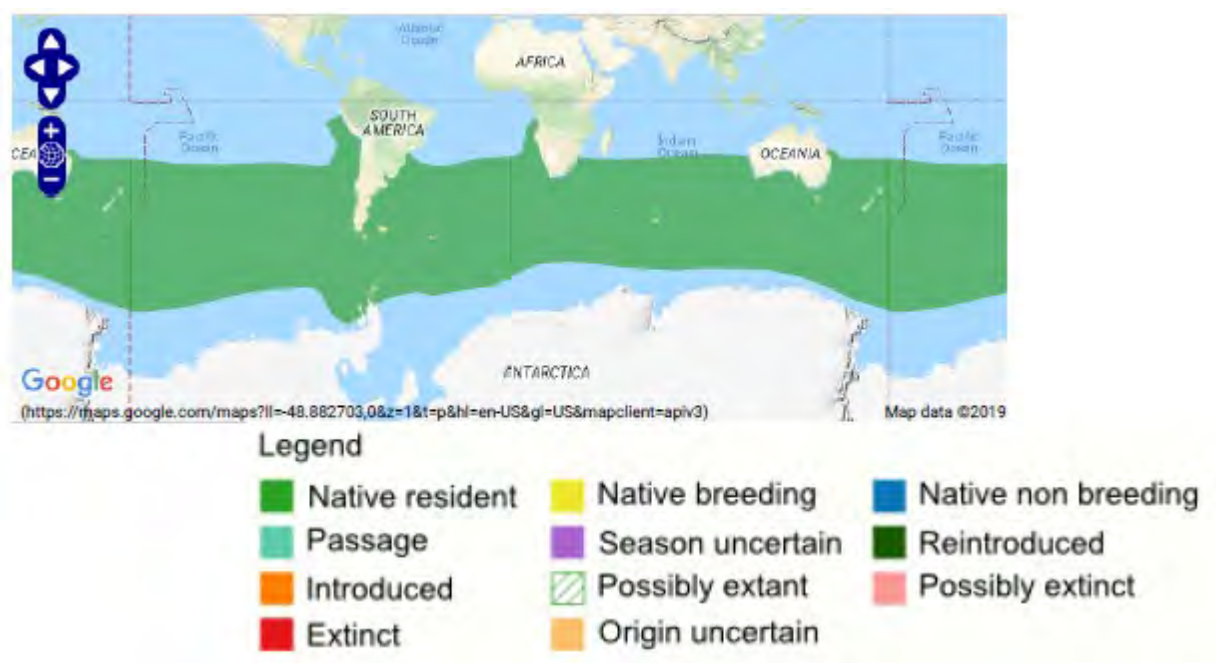 Atlantic
Ocean
AFRICA
SOUTH
AMERICA
Pacific
Ocean
CEA
Indian
Ocean
OCEANIA
Pacific
Ocean
ANTARCTICA
Google
(https://maps.google.com/maps?ll=-48.882703,0&z=1&t=p&hl=en-US&gl=US&mapclient=apiv3) Map data ©2019
Legend
Native resident Native breeding Native non breeding
Passage Season uncertain Reintroduced
Introduced Possibly extant Possibly extinct
Extinct Origin uncertain